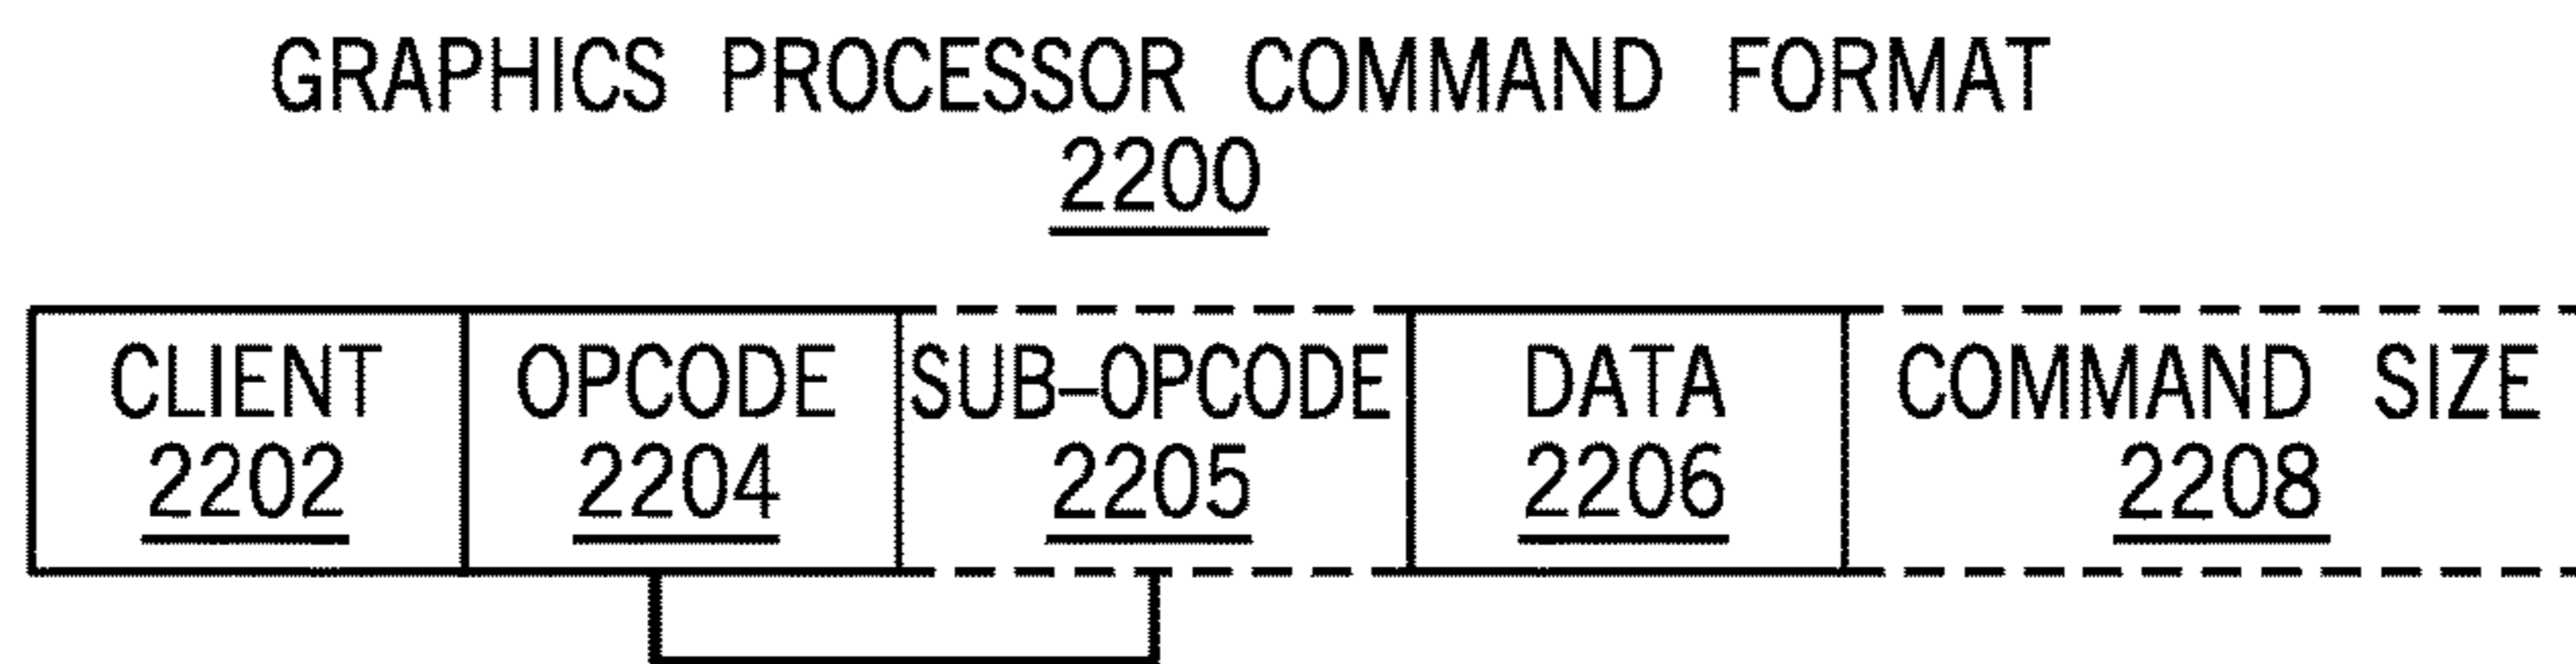 GRAPHICS PROCESSOR COMMAND FORMAT
2200
CLIENT OPCODE SUB-OPCODE DATA COMMAND SIZE
2202 2204 2205 2206 2208